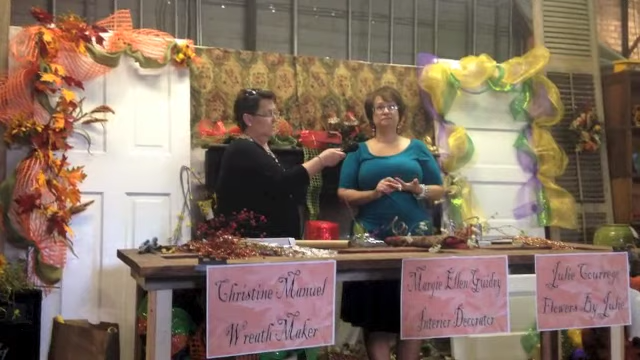 Christine Manuel
Wreath Maker
Margie Ellen Guidry
Interior Decorator
Julie Courrege
Flowers By Julie